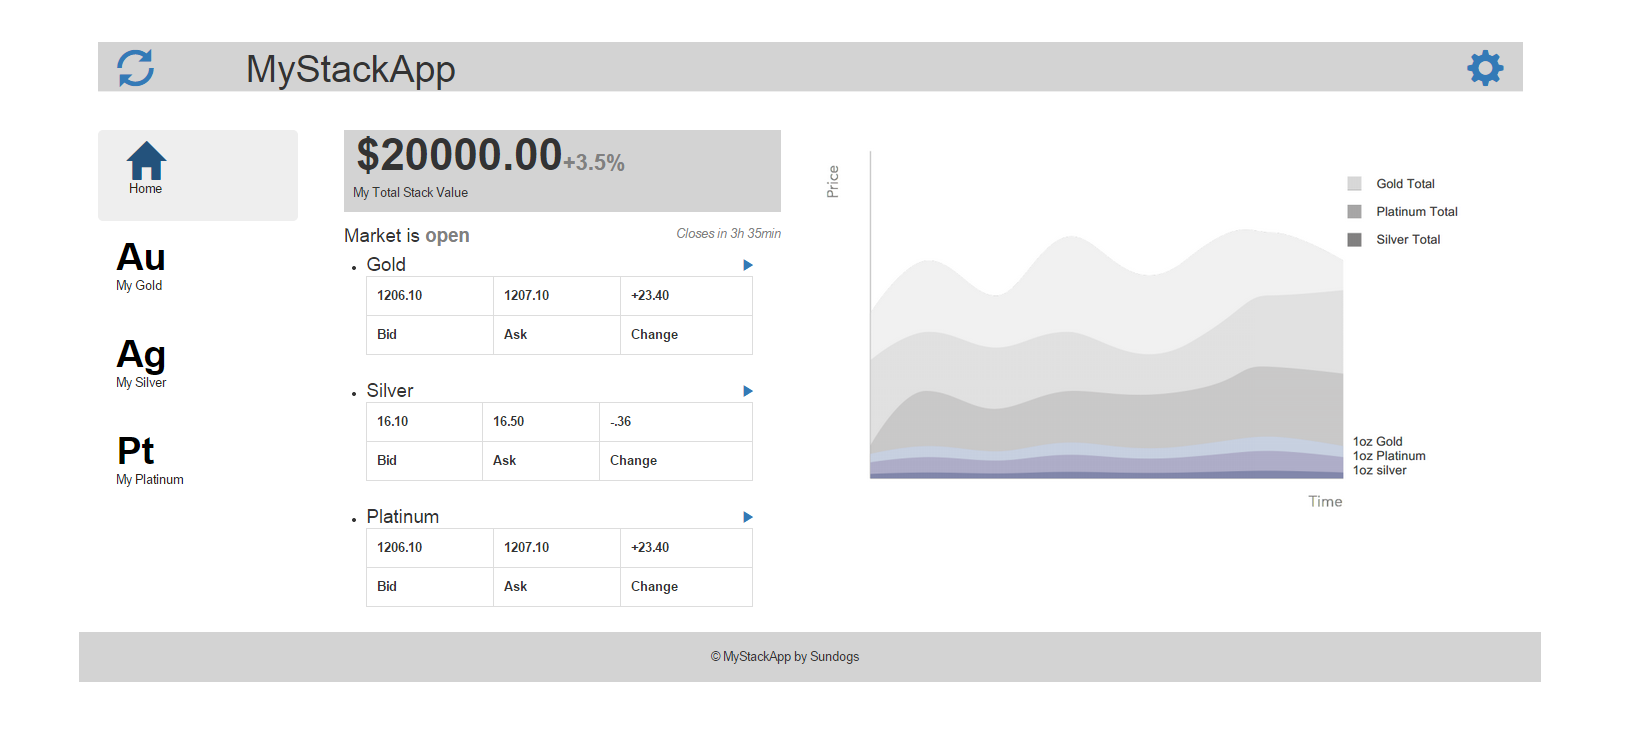 MyStackApp
Home
Au
My Gold
Ag
My Silver
Pt
My Platinum
$20000.00+3.5%
My Total Stack Value
Market is open
Closes in 3h 35min
Gold
1206.10 1207.10 +23.40
Bid Ask Change
Silver
16.10 16.50 -.36
Bid Ask Change
Platinum
1206.10 1207.10 +23.40
Bid Ask Change
Price
Gold Total
Platinum Total
Silver Total
1oz Gold
1oz Platinum
1oz silver
Time
© MyStackApp by Sundogs